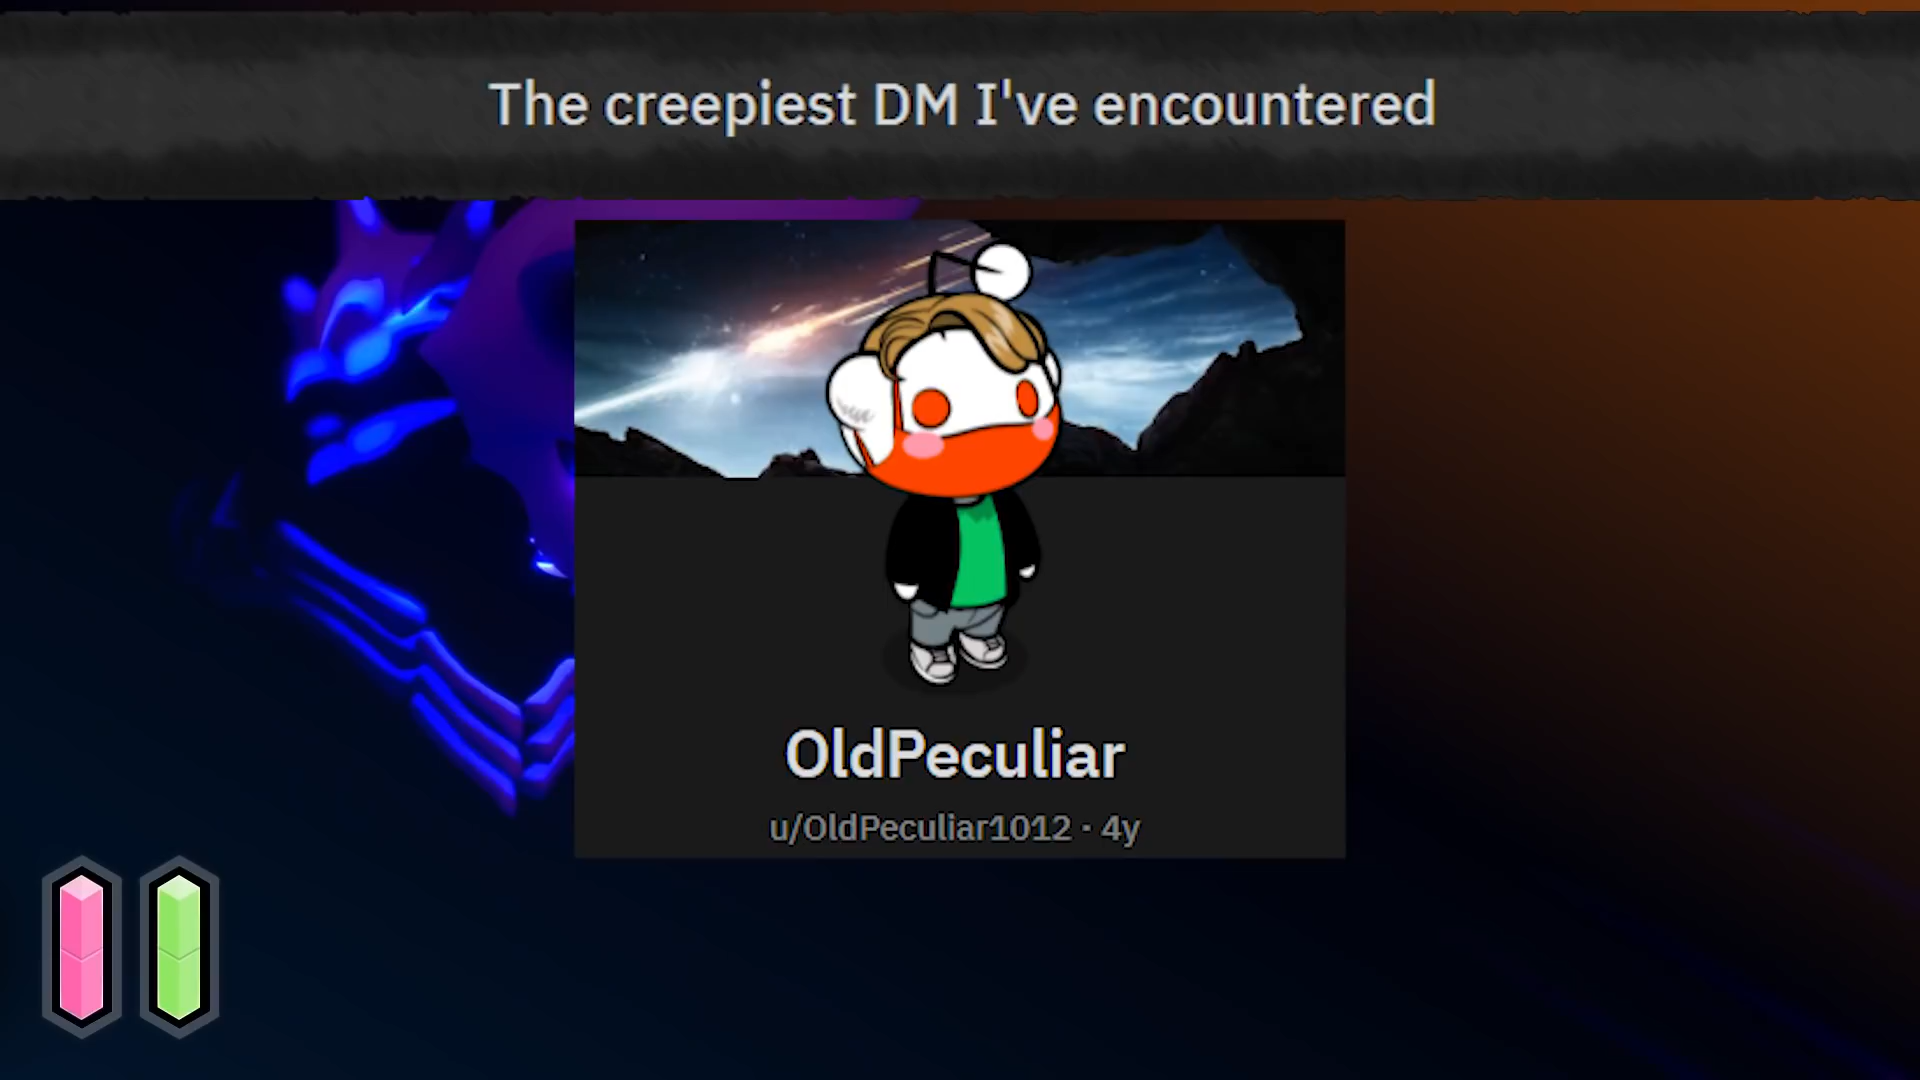 The creepiest DM I've encountered
OldPeculiar
u/OldPeculiar1012 · 4y